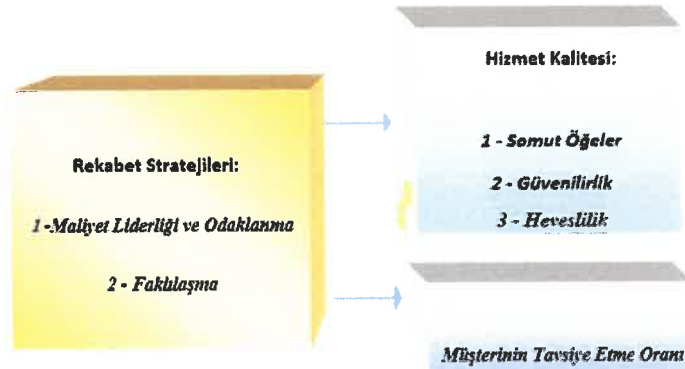 Rekabet Stratejileri:
1 -Maliyet Liderliği ve Odaklanma
2 - Faklılaşma
Hizmet Kalitesi:
1 - Somut Öğeler
2 - Güvenilirlik
3 - Heveslilik
Müşterinin Tavsiye Etme Oranı